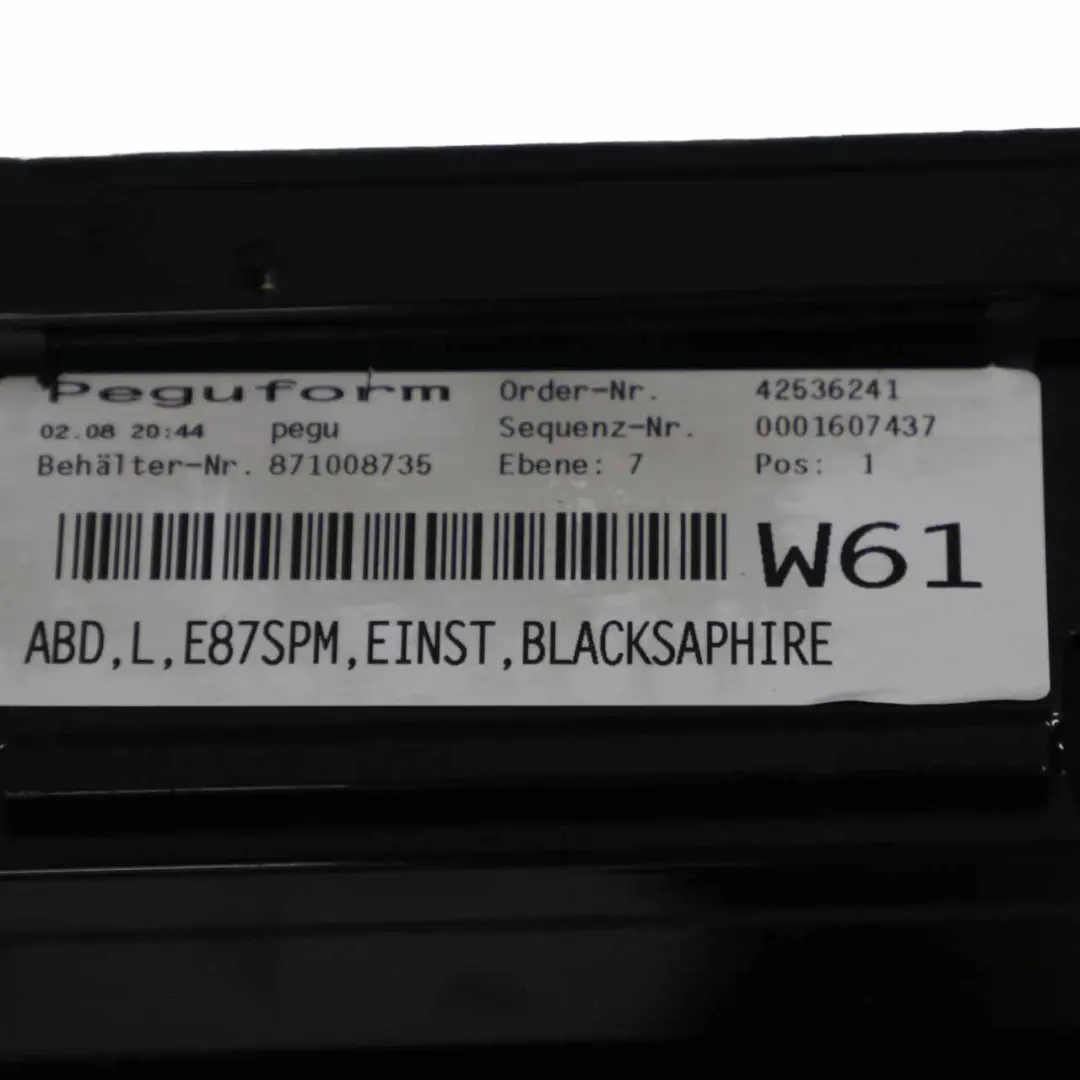 Peguform Order-Nr. 42536241
02.08 20:44 pegu Sequenz-Nr. 0001607437
Behälter-Nr. 871008735 Ebene: 7 Pos: 1
W61
ABD,L,E87SPM,EINST,BLACKSAPHIRE